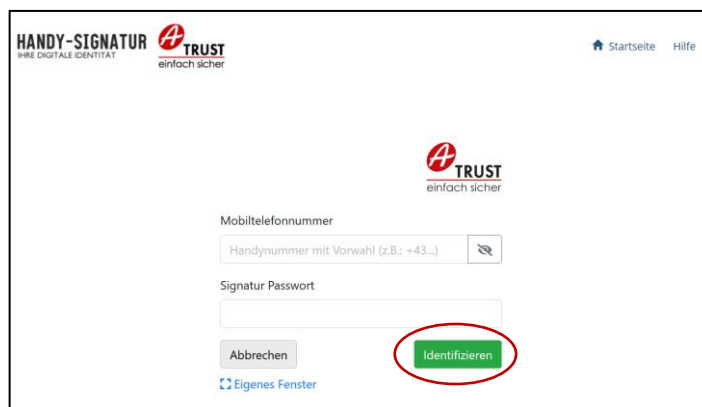 HANDY-SIGNATUR
IHRE DIGITALE IDENTITÄT
A TRUST
einfach sicher
Startseite Hilfe
A TRUST
einfach sicher
Mobiltelefonnummer
Handynummer mit Vorwahl (z.B.: +43...)
Signatur Passwort
Abbrechen Identifizieren
Eigenes Fenster